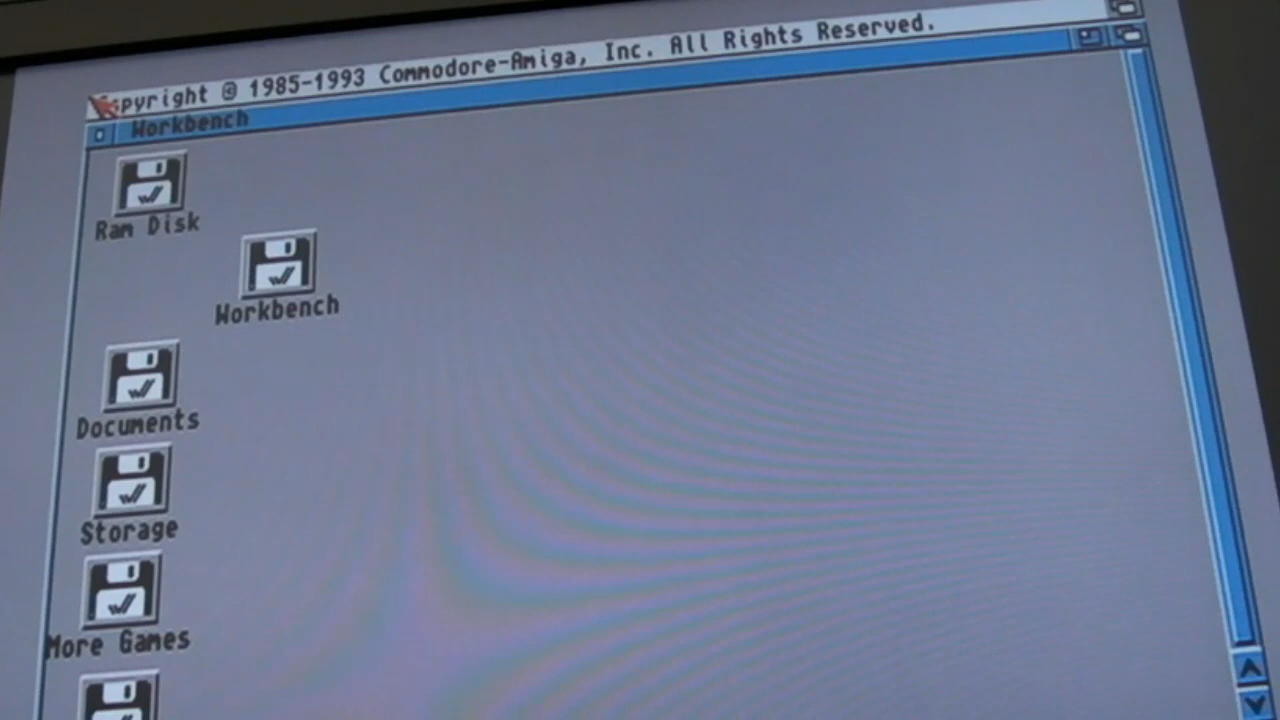 Copyright © 1985-1993 Commodore-Amiga, Inc. All Rights Reserved.
Workbench
Ram Disk
Workbench
Documents
Storage
More Games